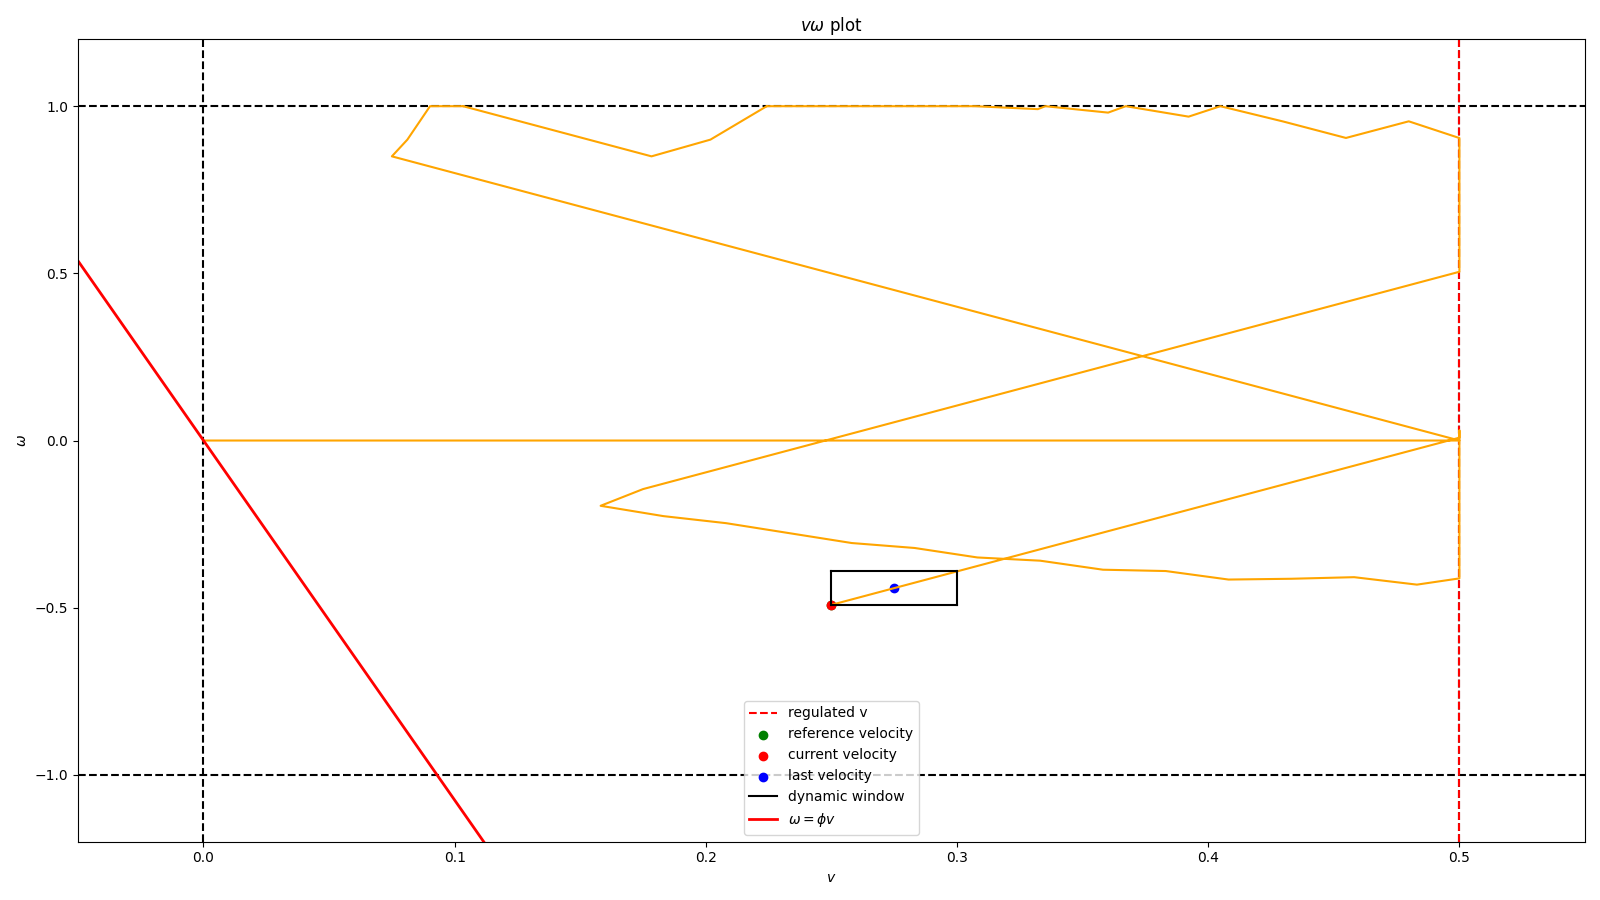 vω plot
1.0
0.5
ω
0.0
−0.5
−1.0
regulated v
reference velocity
current velocity
last velocity
dynamic window
ω = ϕv
0.0 0.1 0.2 0.3 0.4 0.5
v